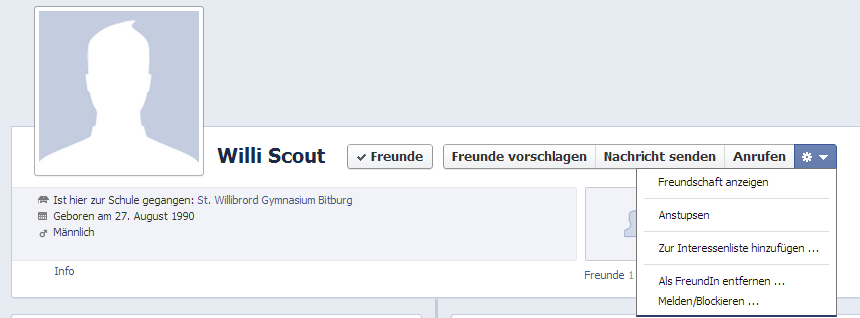 Willi Scout
Freunde
Freunde vorschlagen
Nachricht senden
Anrufen
Freundschaft anzeigen
Anstupsen
Zur Interessenliste hinzufügen ...
Als FreundIn entfernen ...
Melden/Blockieren ...
Ist hier zur Schule gegangen: St. Willibrord Gymnasium Bitburg
Geboren am 27. August 1990
Männlich
Info
Freunde 1